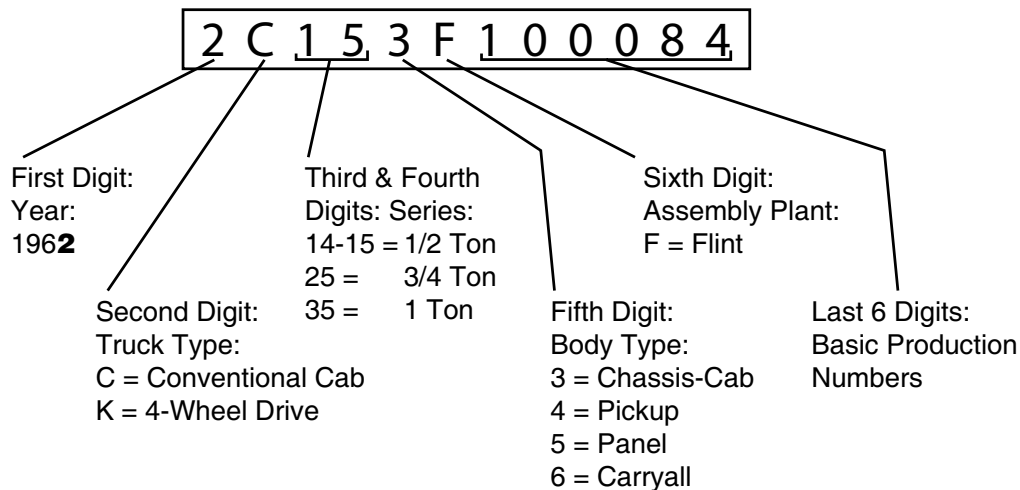 2 C 1 5 3 F 1 0 0 0 8 4
First Digit:
Year:
1962
Second Digit:
Truck Type:
C = Conventional Cab
K = 4-Wheel Drive
Third & Fourth
Digits: Series:
14-15 = 1/2 Ton
25 = 3/4 Ton
35 = 1 Ton
Fifth Digit:
Body Type:
3 = Chassis-Cab
4 = Pickup
5 = Panel
6 = Carryall
Sixth Digit:
Assembly Plant:
F = Flint
Last 6 Digits:
Basic Production
Numbers